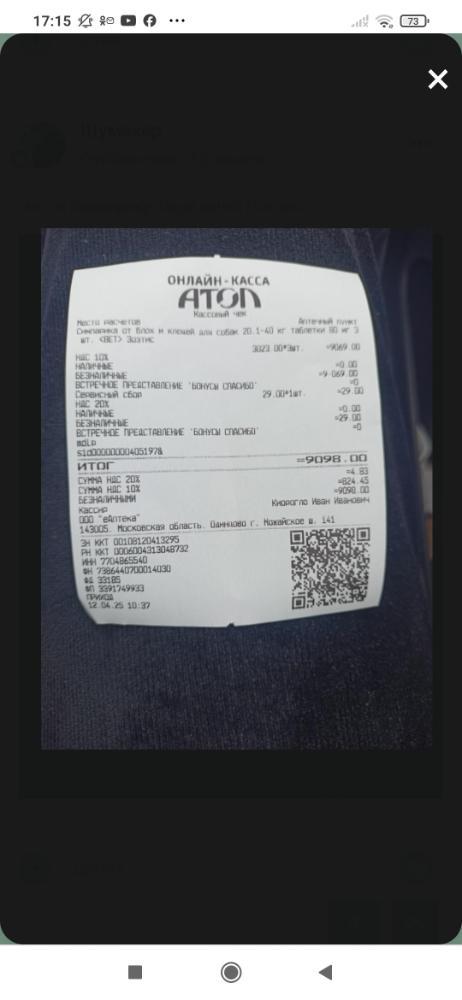 17:15
73
ОНЛАЙН-КАССА
АТОЛ
Кассовый чек
Место расчетов Аптечный пункт
Симпарика от блох и клещей для собак 20.1-40 кг таблетки 80 мг 3
шт. <ВЕТ> Зоэтис
3023.00*3шт. =9069.00
НДС 10%
НАЛИЧНЫЕ =0.00
БЕЗНАЛИЧНЫЕ =9 069.00
ВСТРЕЧНОЕ ПРЕДСТАВЛЕНИЕ "БОНУСЫ СПАСИБО" =0
Сервисный сбор 29.00*1шт. =29.00
НДС 20%
НАЛИЧНЫЕ =0.00
БЕЗНАЛИЧНЫЕ =29.00
ВСТРЕЧНОЕ ПРЕДСТАВЛЕНИЕ "БОНУСЫ СПАСИБО" =0
mdlp
ИТОГ =9098.00
СУММА НДС 20% =4.83
СУММА НДС 10% =824.45
БЕЗНАЛИЧНЫМИ =9098.00
Кассир Иван Иванович
ООО "еАптека"
143005, Московская область, Одинцово г, Можайское ш, 141
ЗН ККТ 00108120413295
РН ККТ 0006004313048732
ИНН 7704865540
ФН 7386440700014030
ФД 33185
ФП 3391749933
ПРИХОД
12.04.25 10:37